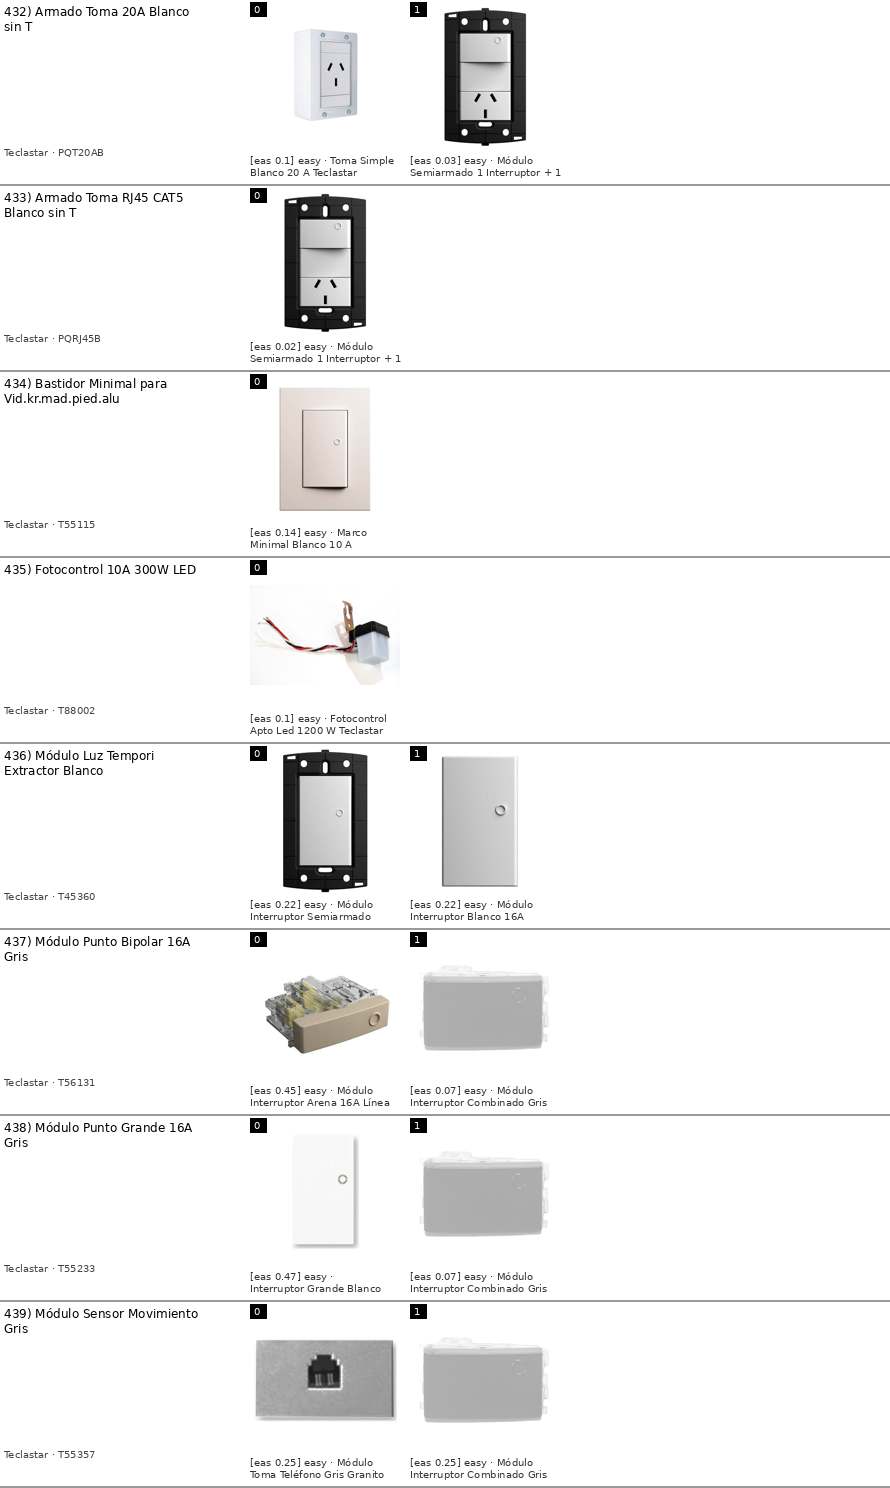 432) Armado Toma 20A Blanco
sin T
Teclastar · PQT20AB
0
[eas 0.1] easy · Toma Simple
Blanco 20 A Teclastar
1
[eas 0.03] easy · Módulo
Semiarmado 1 Interruptor + 1
433) Armado Toma RJ45 CAT5
Blanco sin T
Teclastar · PQRJ45B
0
[eas 0.02] easy · Módulo
Semiarmado 1 Interruptor + 1
434) Bastidor Minimal para
Vid.kr.mad.pied.alu
Teclastar · T55115
0
[eas 0.14] easy · Marco
Minimal Blanco 10 A
435) Fotocontrol 10A 300W LED
Teclastar · T88002
0
[eas 0.1] easy · Fotocontrol
Apto Led 1200 W Teclastar
436) Módulo Luz Tempori
Extractor Blanco
Teclastar · T45360
0
[eas 0.22] easy · Módulo
Interruptor Semiarmado
1
[eas 0.22] easy · Módulo
Interruptor Blanco 16A
437) Módulo Punto Bipolar 16A
Gris
Teclastar · T56131
0
[eas 0.45] easy · Módulo
Interruptor Arena 16A Línea
1
[eas 0.07] easy · Módulo
Interruptor Combinado Gris
438) Módulo Punto Grande 16A
Gris
Teclastar · T55233
0
[eas 0.47] easy ·
Interruptor Grande Blanco
1
[eas 0.07] easy · Módulo
Interruptor Combinado Gris
439) Módulo Sensor Movimiento
Gris
Teclastar · T55357
0
[eas 0.25] easy · Módulo
Toma Teléfono Gris Granito
1
[eas 0.25] easy · Módulo
Interruptor Combinado Gris